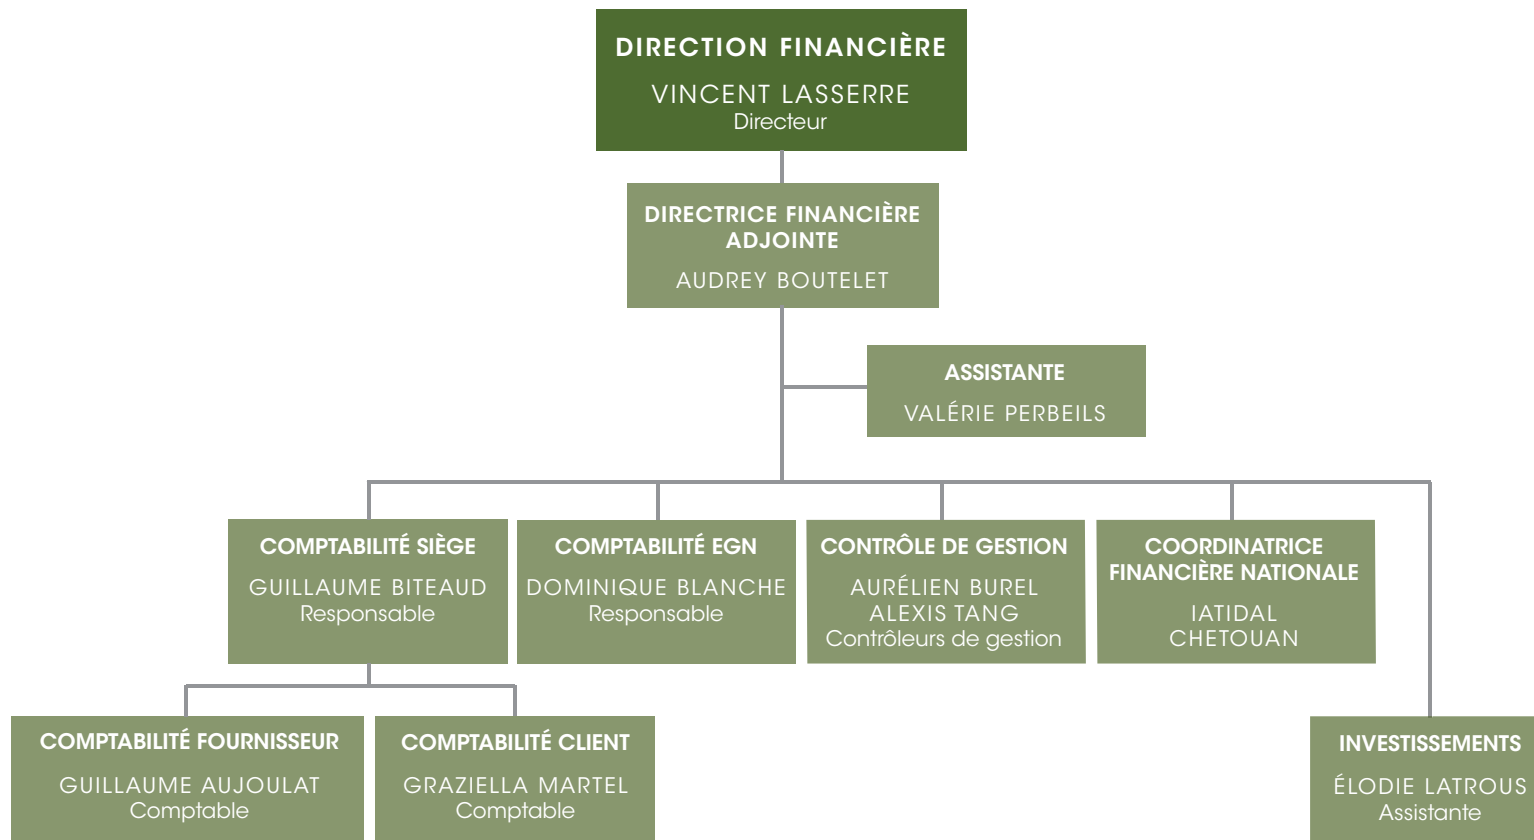 DIRECTION FINANCIÈRE
VINCENT LASSERRE
Directeur
DIRECTRICE FINANCIÈRE
ADJOINTE
AUDREY BOUTELET
ASSISTANTE
VALÉRIE PERBEILS
COMPTABILITÉ SIÈGE
GUILLAUME BITEAUD
Responsable
COMPTABILITÉ EGN
DOMINIQUE BLANCHE
Responsable
CONTRÔLE DE GESTION
AURÉLIEN BUREL
ALEXIS TANG
Contrôleurs de gestion
COORDINATRICE
FINANCIÈRE NATIONALE
IATIDAL
CHETOUAN
COMPTABILITÉ FOURNISSEUR
GUILLAUME AUJOULAT
Comptable
COMPTABILITÉ CLIENT
GRAZIELLA MARTEL
Comptable
INVESTISSEMENTS
ÉLODIE LATROUS
Assistante